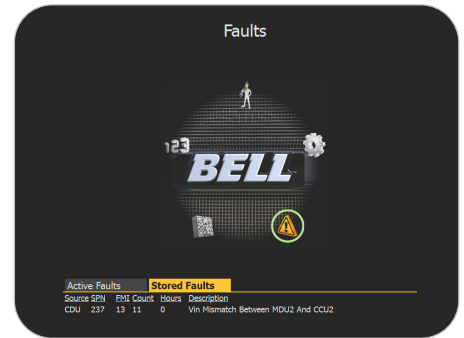 Faults
123
BELL
Active Faults Stored Faults
Source SPN FMI Count Hours Description
CDU 237 13 11 0 Vin Mismatch Between MDU2 And CCU2